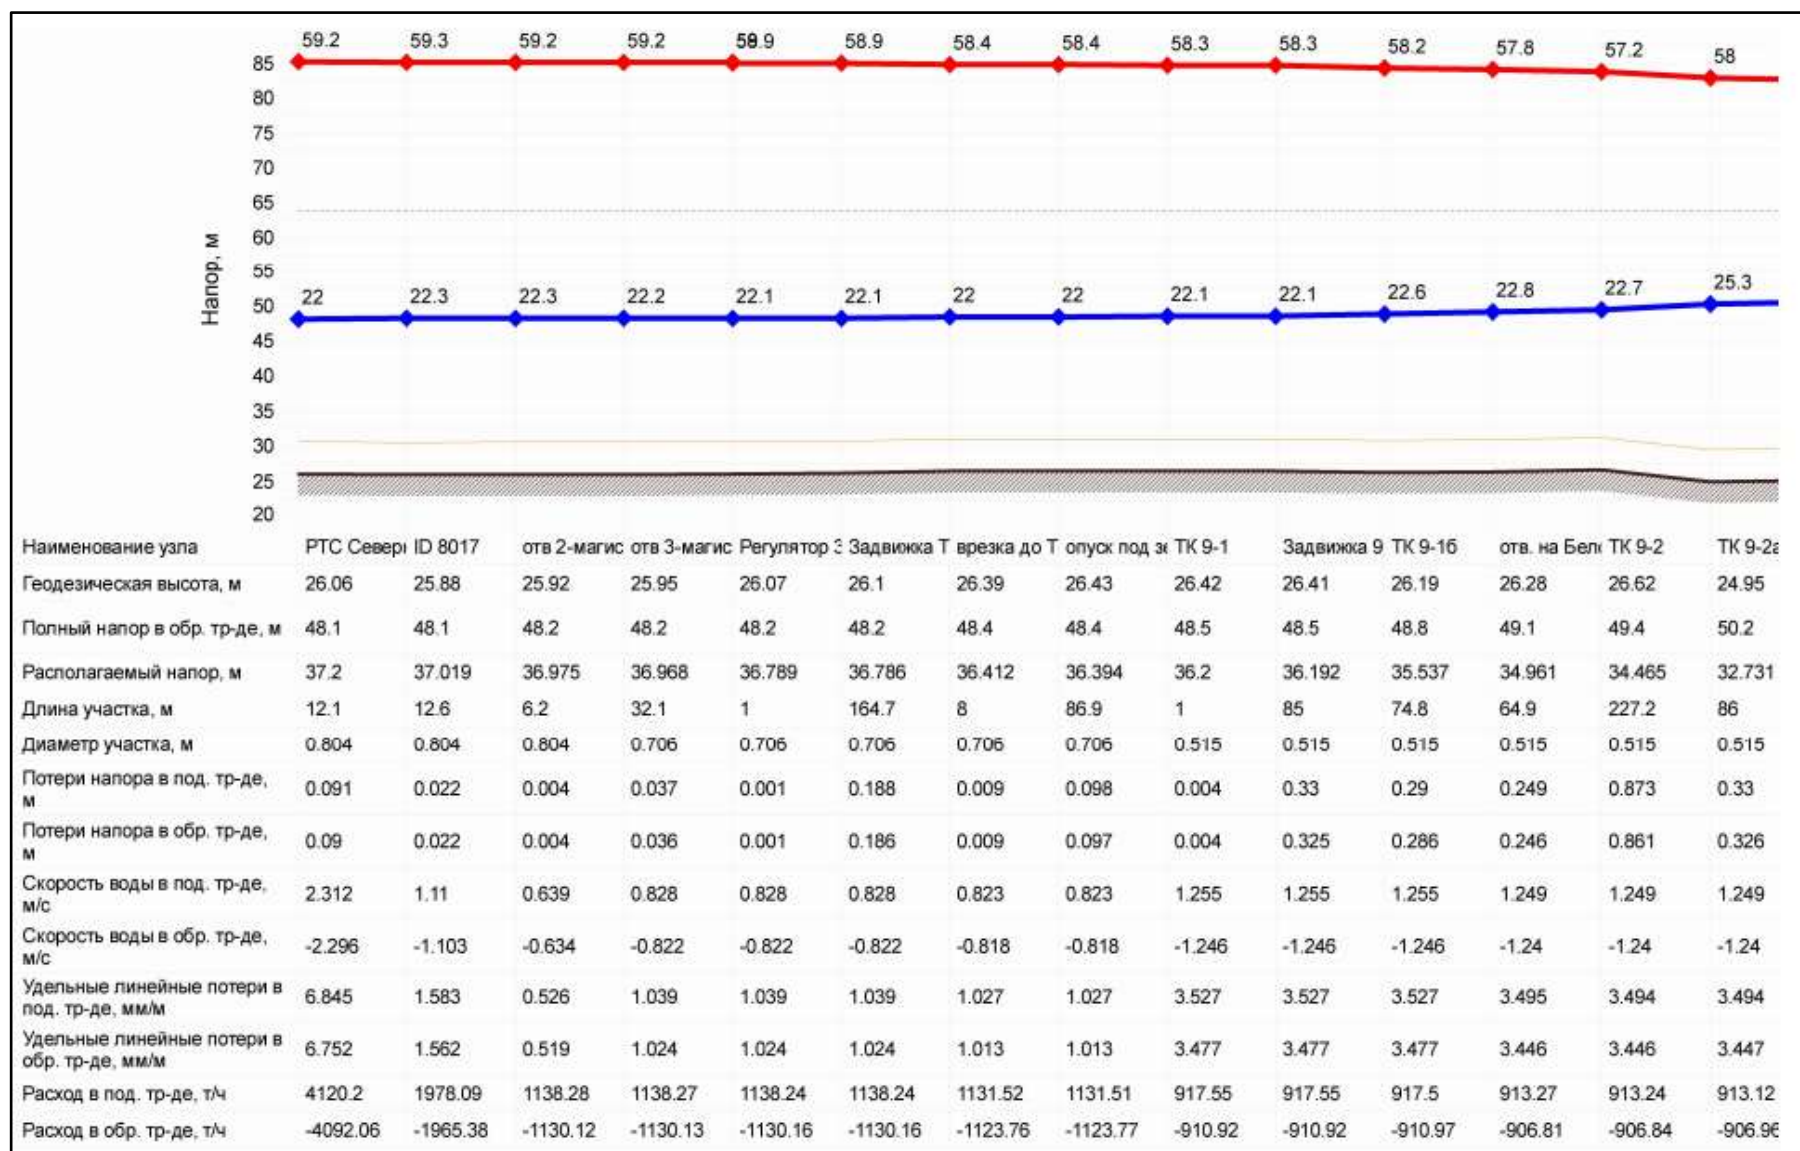 59.2 59.3 59.2 59.2 58.9 58.9 58.4 58.4 58.3 58.3 58.2 57.8 57.2 58
85
80
75
70
65
60
55
50
45
40
35
30
25
20
Напор, м
22 22.3 22.3 22.2 22.1 22.1 22 22 22.1 22.1 22.6 22.8 22.7 25.3
Наименование узла РТС Север ID 8017 отв 2-магис отв 3-магис Регулятор Задвижка Т врезка до Т опуск под з ТК 9-1 Задвижка 9 ТК 9-1б отв. на Бел ТК 9-2 ТК 9-2а
Геодезическая высота, м 26.06 25.88 25.92 25.95 26.07 26.1 26.39 26.43 26.42 26.41 26.19 26.28 26.62 24.95
Полный напор в обр. тр-де, м 48.1 48.1 48.2 48.2 48.2 48.2 48.4 48.4 48.5 48.5 48.8 49.1 49.4 50.2
Располагаемый напор, м 37.2 37.019 36.975 36.968 36.789 36.786 36.412 36.394 36.2 36.192 35.537 34.961 34.465 32.731
Длина участка, м 12.1 12.6 6.2 32.1 1 164.7 8 86.9 1 85 74.8 64.9 227.2 86
Диаметр участка, м 0.804 0.804 0.804 0.706 0.706 0.706 0.706 0.706 0.515 0.515 0.515 0.515 0.515 0.515
Потери напора в под. тр-де,
м 0.091 0.022 0.004 0.037 0.001 0.188 0.009 0.098 0.004 0.33 0.29 0.249 0.873 0.33
Потери напора в обр. тр-де,
м 0.09 0.022 0.004 0.036 0.001 0.186 0.009 0.097 0.004 0.325 0.286 0.246 0.861 0.326
Скорость воды в под. тр-де,
м/с 2.312 1.11 0.639 0.828 0.828 0.828 0.823 0.823 1.255 1.255 1.255 1.249 1.249 1.249
Скорость воды в обр. тр-де,
м/с -2.296 -1.103 -0.634 -0.822 -0.822 -0.822 -0.818 -0.818 -1.246 -1.246 -1.246 -1.24 -1.24 -1.24
Удельные линейные потери в
под. тр-де, мм/м 6.845 1.583 0.526 1.039 1.039 1.039 1.027 1.027 3.527 3.527 3.527 3.495 3.494 3.494
Удельные линейные потери в
обр. тр-де, мм/м 6.752 1.562 0.519 1.024 1.024 1.024 1.013 1.013 3.477 3.477 3.477 3.446 3.446 3.447
Расход в под. тр-де, т/ч 4120.2 1978.09 1138.28 1138.27 1138.24 1138.24 1131.52 1131.51 917.55 917.55 917.5 913.27 913.24 913.12
Расход в обр. тр-де, т/ч -4092.06 -1965.38 -1130.12 -1130.13 -1130.16 -1130.16 -1123.76 -1123.77 -910.92 -910.92 -910.97 -906.81 -906.84 -906.96